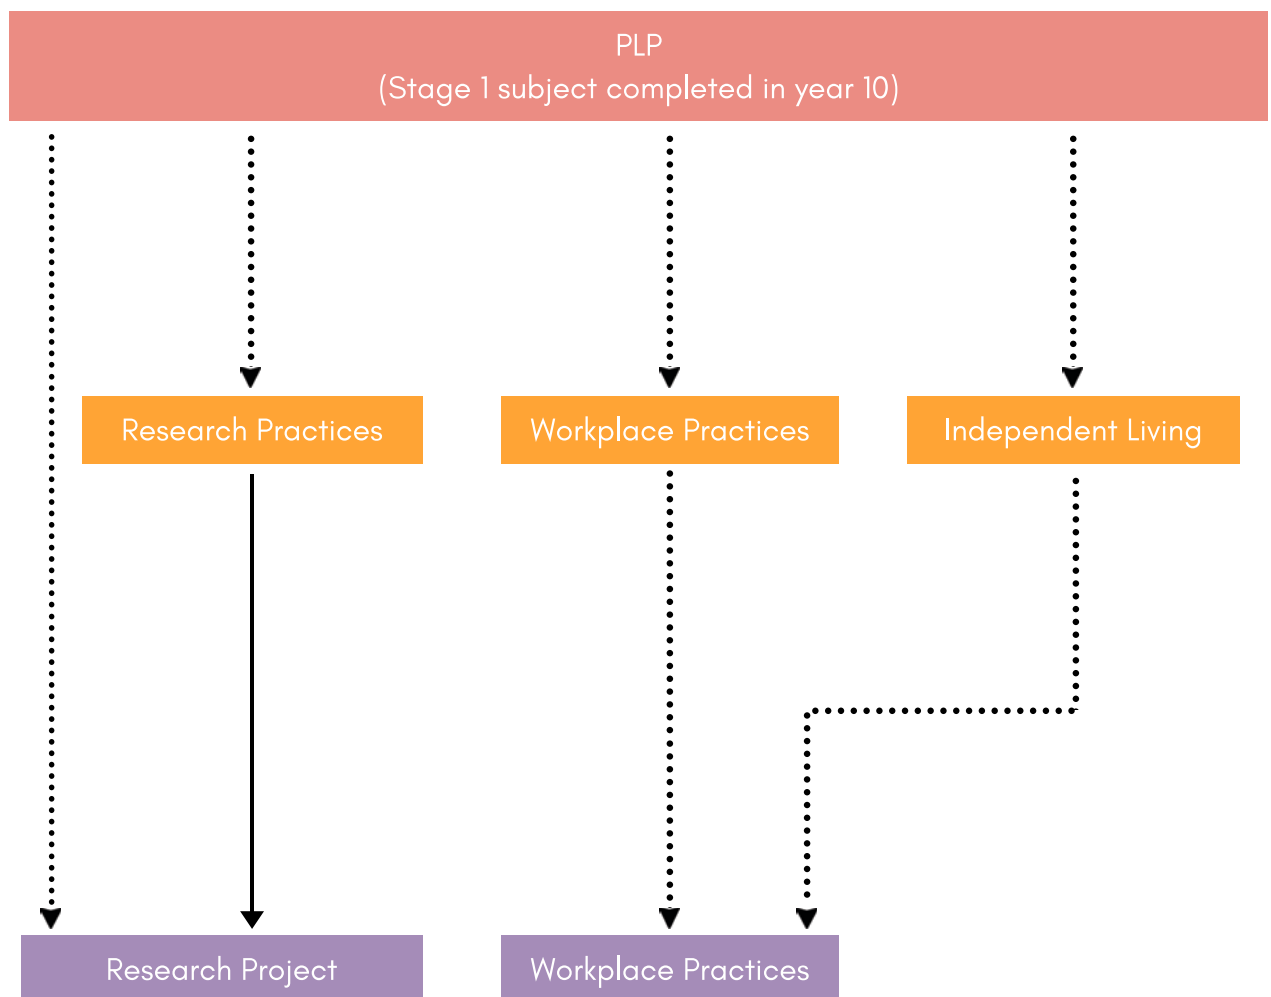 PLP
(Stage 1 subject completed in year 10)
Research Practices
Workplace Practices
Independent Living
Research Project
Workplace Practices